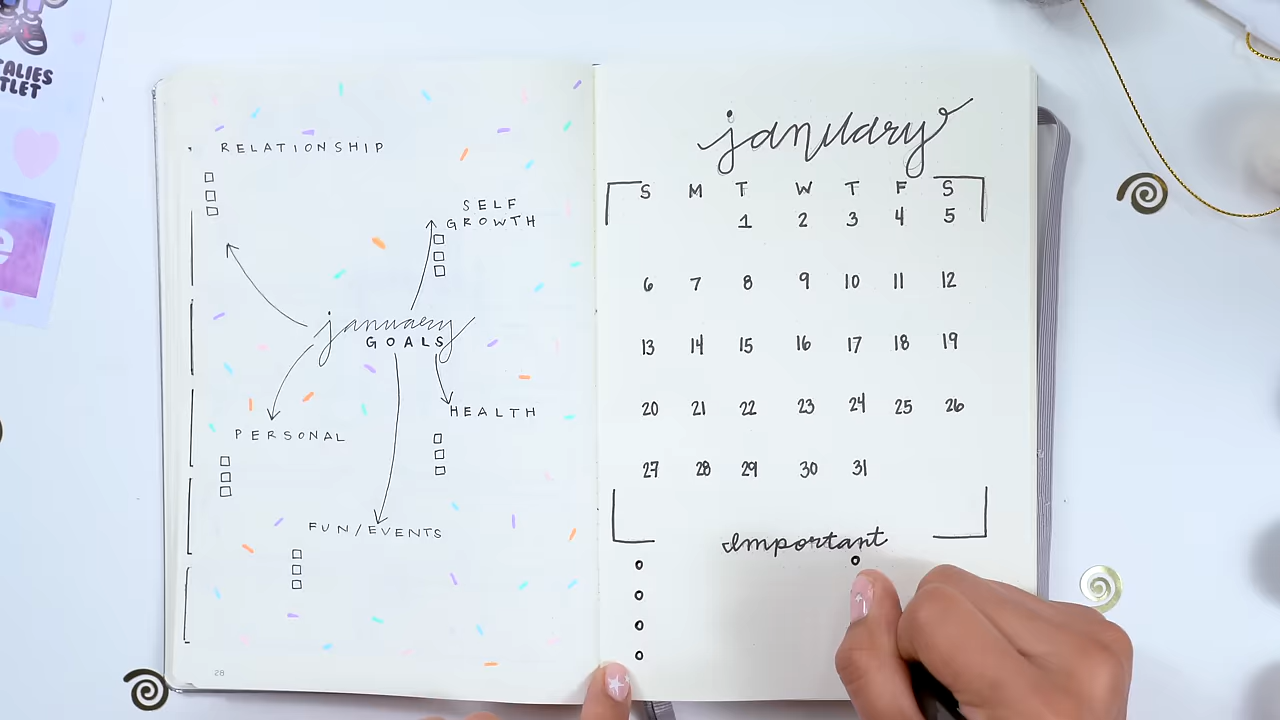 RELATIONSHIP
SELF
GROWTH
january
GOALS
HEALTH
PERSONAL
FUN/EVENTS
28
january
S M T W T F S
1 2 3 4 5
6 7 8 9 10 11 12
13 14 15 16 17 18 19
20 21 22 23 24 25 26
27 28 29 30 31
Important